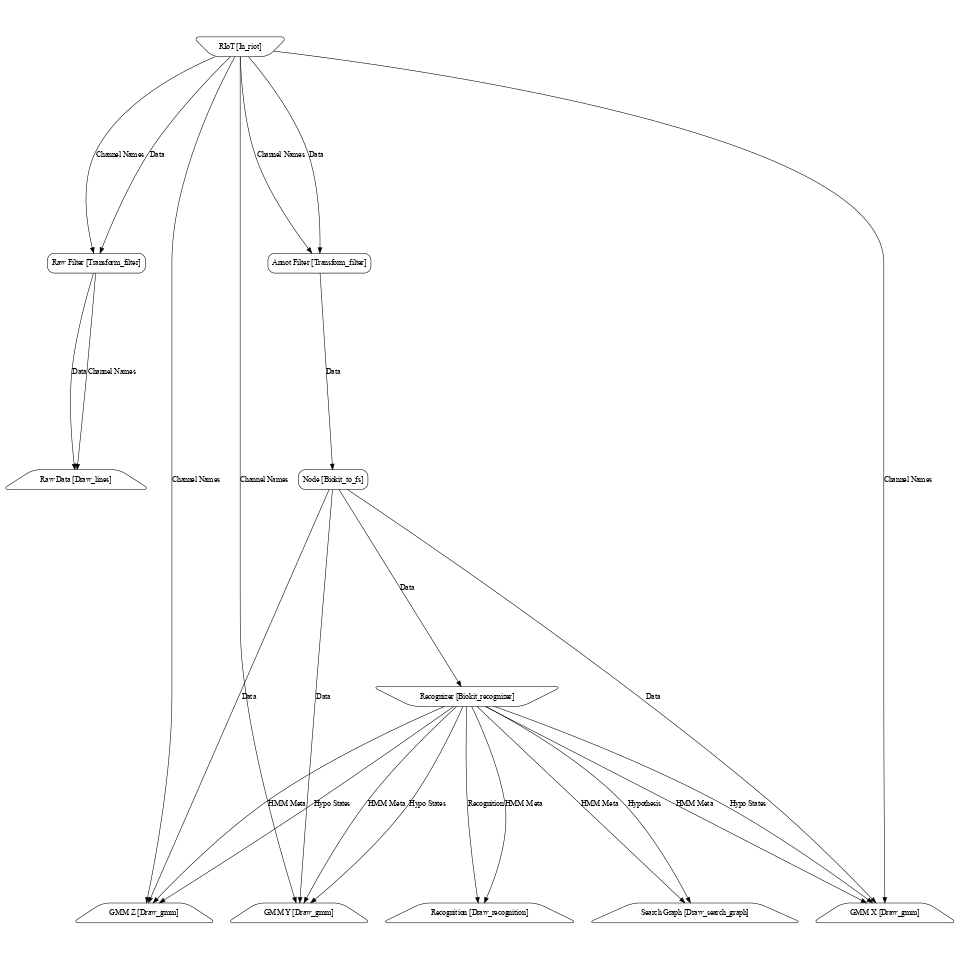 RIoT [In_riot]
Channel Names
Data
Channel Names
Data
Raw Filter [Transform_filter]
Annot Filter [Transform_filter]
Data
Channel Names
Data
Raw Data [Draw_lines]
Channel Names
Channel Names
Node [Biokit_to_fs]
Channel Names
Data
Recognizer [Biokit_recognizer]
Data
Data
Data
HMM Meta
Hypo States
HMM Meta
Hypo States
Recognition
HMM Meta
HMM Meta
Hypothesis
HMM Meta
Hypo States
GMM Z [Draw_gmm]
GMM Y [Draw_gmm]
Recognition [Draw_recognition]
Search Graph [Draw_search_graph]
GMM X [Draw_gmm]